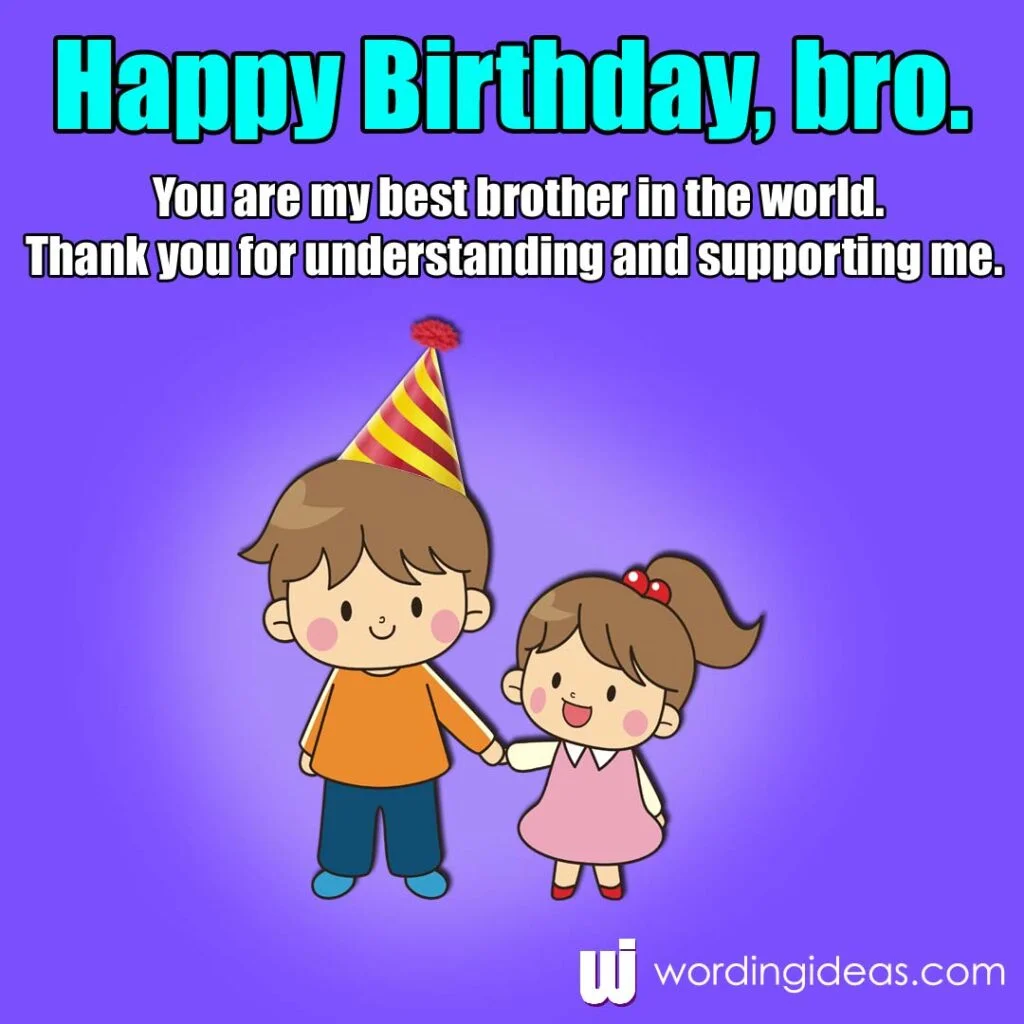 Happy Birthday, bro.
You are my best brother in the world.
Thank you for understanding and supporting me.
wi wordingideas.com